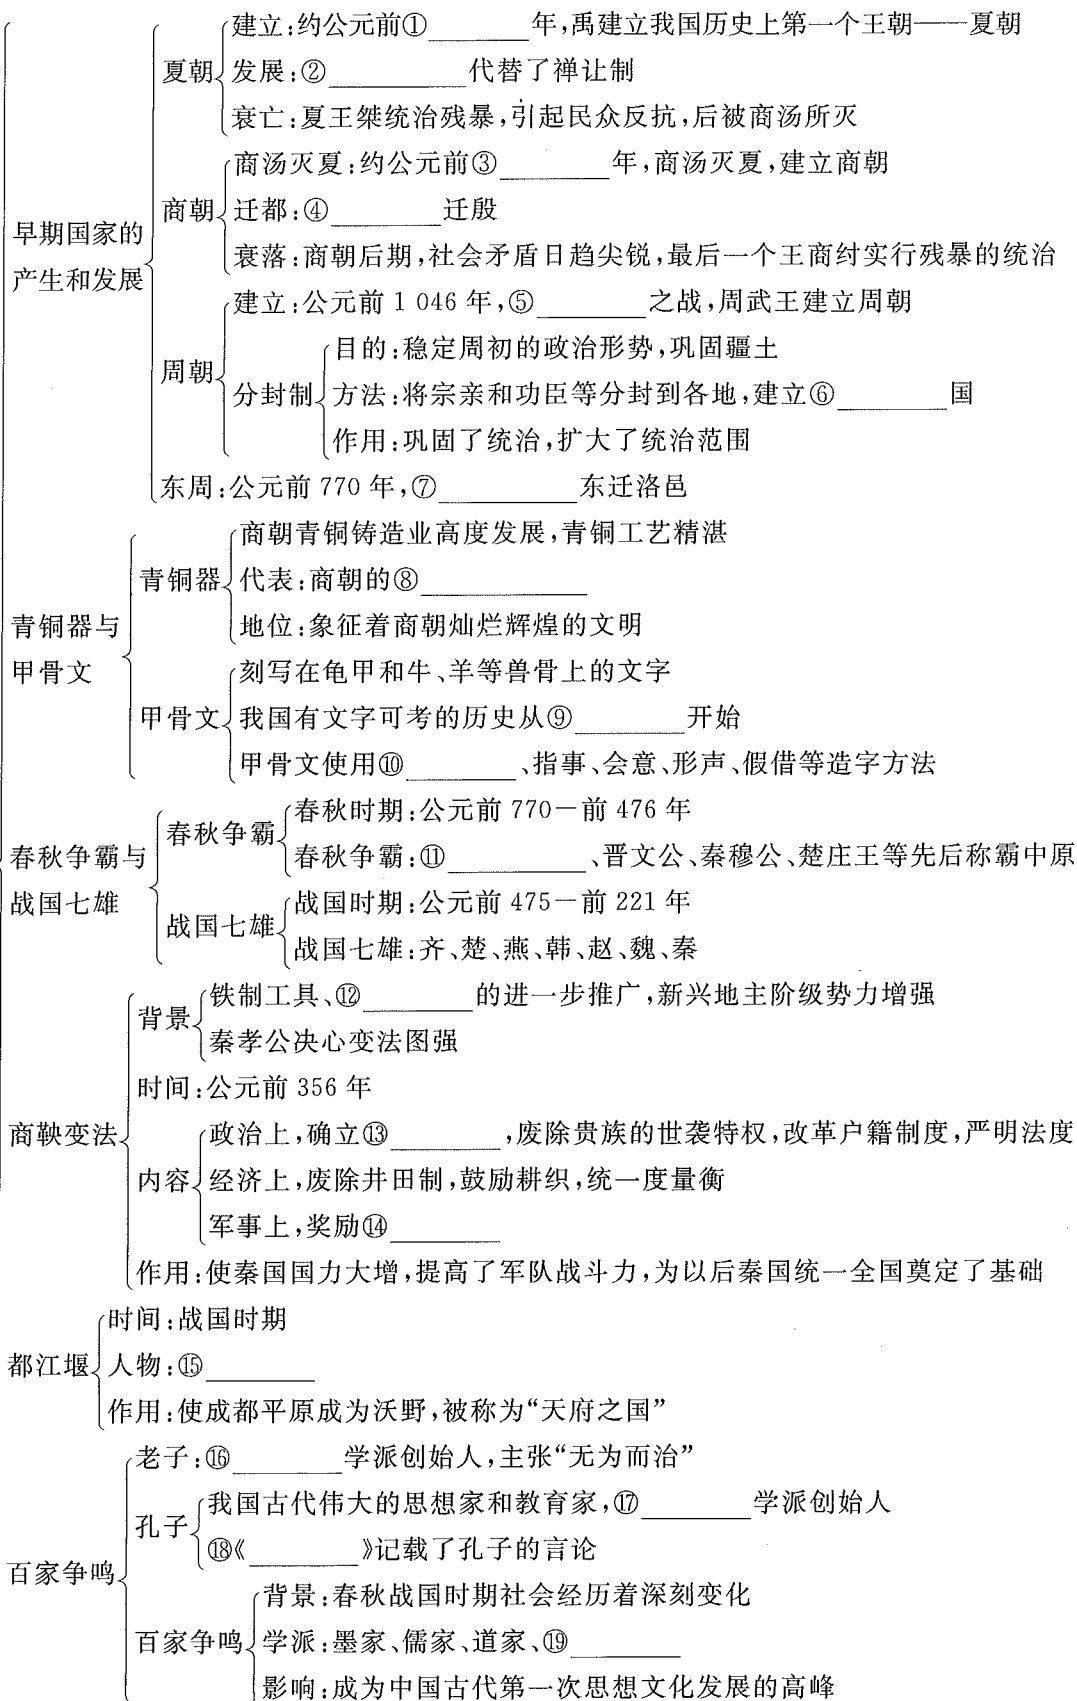 建立:约公元前①________年,禹建立我国历史上第一个王朝——夏朝
夏朝
发展:②__________代替了禅让制
衰亡:夏王桀统治残暴,引起民众反抗,后被商汤所灭
商汤灭夏:约公元前③________年,商汤灭夏,建立商朝
商朝
迁都:④________迁殷
早期国家的
产生和发展
衰落:商朝后期,社会矛盾日趋尖锐,最后一个王商纣实行残暴的统治
建立:公元前1 046年,⑤________之战,周武王建立周朝
周朝
目的:稳定周初的政治形势,巩固疆土
分封制
方法:将宗亲和功臣等分封到各地,建立⑥________国
作用:巩固了统治,扩大了统治范围
东周:公元前770年,⑦__________东迁洛邑
商朝青铜铸造业高度发展,青铜工艺精湛
青铜器
代表:商朝的⑧____________
地位:象征着商朝灿烂辉煌的文明
青铜器与
甲骨文
刻写在龟甲和牛、羊等兽骨上的文字
甲骨文
我国有文字可考的历史从⑨________开始
甲骨文使用⑩________、指事、会意、形声、假借等造字方法
春秋时期:公元前770—前476年
春秋争霸
春秋争霸:⑪__________、晋文公、秦穆公、楚庄王等先后称霸中原
春秋争霸与
战国七雄
战国时期:公元前475—前221年
战国七雄
战国七雄:齐、楚、燕、韩、赵、魏、秦
铁制工具、⑫________的进一步推广,新兴地主阶级势力增强
背景
秦孝公决心变法图强
时间:公元前356年
商鞅变法
政治上,确立⑬________,废除贵族的世袭特权,改革户籍制度,严明法度
内容
经济上,废除井田制,鼓励耕织,统一度量衡
军事上,奖励⑭________
作用:使秦国国力大增,提高了军队战斗力,为以后秦国统一全国奠定了基础
时间:战国时期
都江堰
人物:⑮________
作用:使成都平原成为沃野,被称为“天府之国”
老子:⑯________学派创始人,主张“无为而治”
我国古代伟大的思想家和教育家,⑰________学派创始人
孔子
⑱《________》记载了孔子的言论
百家争鸣
背景:春秋战国时期社会经历着深刻变化
百家争鸣
学派:墨家、儒家、道家、⑲________
影响:成为中国古代第一次思想文化发展的高峰